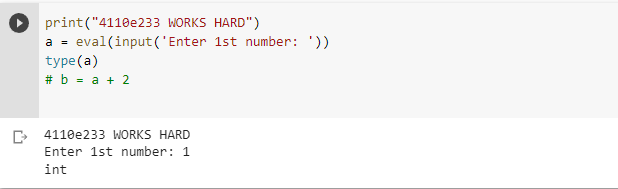 print("4110e233 WORKS HARD")
a = eval(input('Enter 1st number: '))
type(a)
# b = a + 2
4110e233 WORKS HARD
Enter 1st number: 1
int